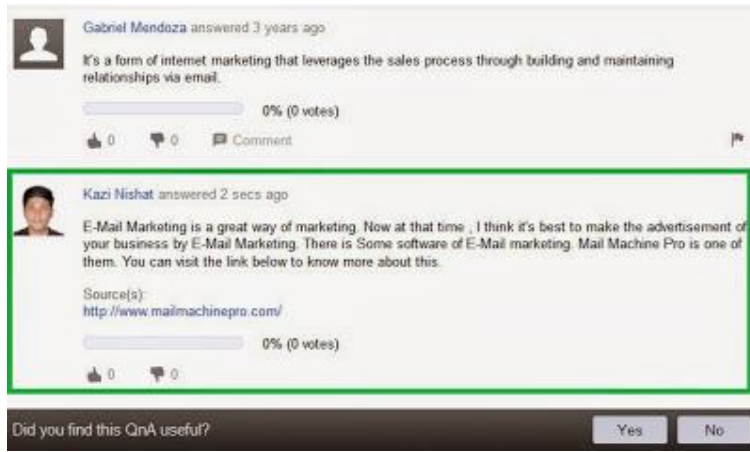 Gabriel Mendoza answered 3 years ago
It's a form of internet marketing that leverages the sales process through building and maintaining
relationships via email.
0% (0 votes)
0 0 Comment
Kazi Nishat answered 2 secs ago
E-Mail Marketing is a great way of marketing. Now at that time , I think it's best to make the advertisement of
your business by E-Mail Marketing. There is Some software of E-Mail marketing. Mail Machine Pro is one of
them. You can visit the link below to know more about this.
Source(s):
http://www.mailmachinepro.com/
0% (0 votes)
0 0
Did you find this QnA useful? Yes No